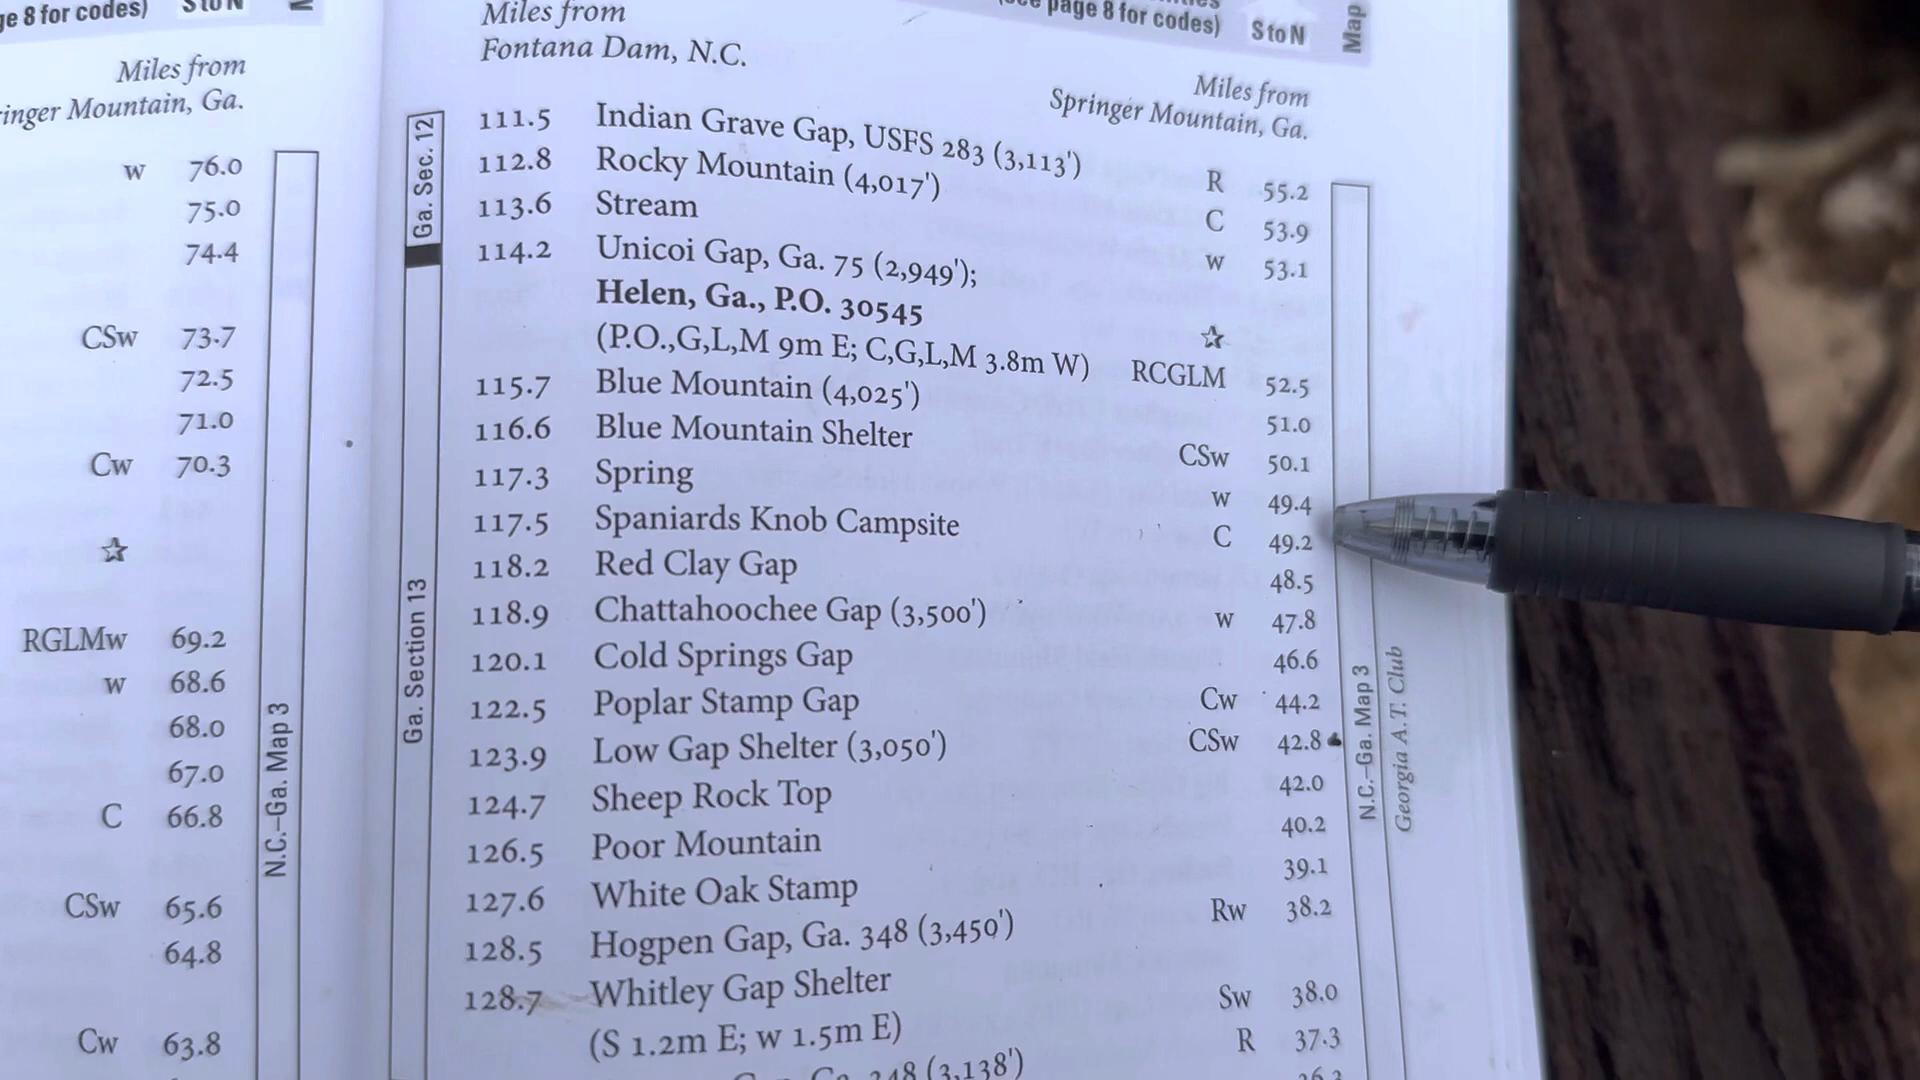 ge 8 for codes) S to N
Miles from
ringer Mountain, Ga.
w 76.0
75.0
74.4
CSw 73.7
72.5
71.0
Cw 70.3
☆
RGLMw 69.2
w 68.6
68.0
67.0
C 66.8
CSw 65.6
64.8
Cw 63.8
N.C.–Ga. Map 3
Miles from
Fontana Dam, N.C.
page 8 for codes) S to N Map
Miles from
Springer Mountain, Ga.
Ga. Sec. 12
111.5 Indian Grave Gap, USFS 283 (3,113') R 55.2
112.8 Rocky Mountain (4,017') C 53.9
113.6 Stream w 53.1
114.2 Unicoi Gap, Ga. 75 (2,949');
Helen, Ga., P.O. 30545 ☆
(P.O.,G,L,M 9m E; C,G,L,M 3.8m W) RCGLM 52.5
115.7 Blue Mountain (4,025') 51.0
116.6 Blue Mountain Shelter CSw 50.1
117.3 Spring w 49.4
117.5 Spaniards Knob Campsite C 49.2
118.2 Red Clay Gap 48.5
118.9 Chattahoochee Gap (3,500') w 47.8
120.1 Cold Springs Gap 46.6
122.5 Poplar Stamp Gap Cw 44.2
123.9 Low Gap Shelter (3,050') CSw 42.8
124.7 Sheep Rock Top 42.0
126.5 Poor Mountain 40.2
127.6 White Oak Stamp 39.1
128.5 Hogpen Gap, Ga. 348 (3,450') Rw 38.2
128.7 Whitley Gap Shelter
(S 1.2m E; w 1.5m E) Sw 38.0
348 (3,138') R 37.3
Ga. Section 13
N.C.–Ga. Map 3
Georgia A.T. Club